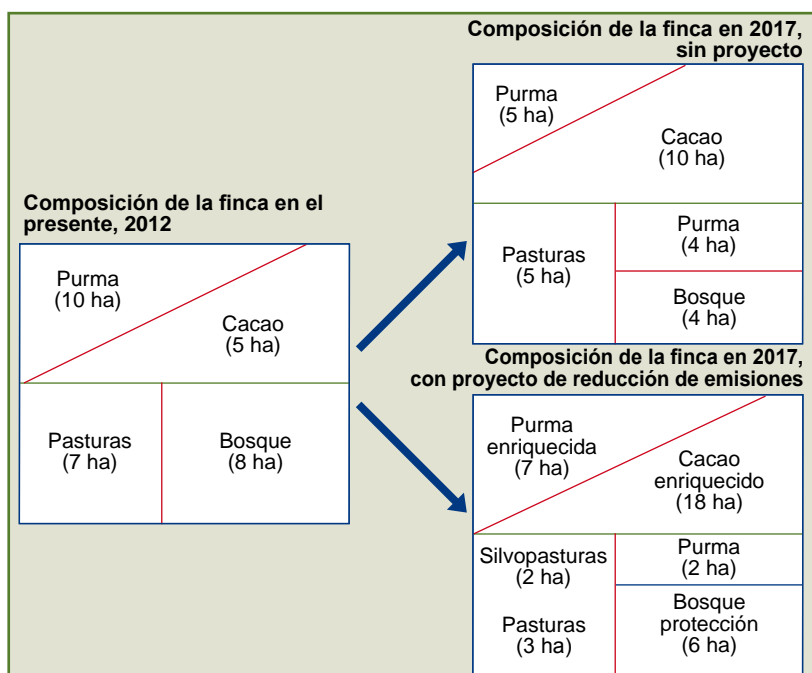 Composición de la finca en 2017,
sin proyecto
Purma
(5 ha)
Cacao
(10 ha)
Pasturas
(5 ha)
Purma
(4 ha)
Bosque
(4 ha)
Composición de la finca en el
presente, 2012
Purma
(10 ha)
Cacao
(5 ha)
Pasturas
(7 ha)
Bosque
(8 ha)
Composición de la finca en 2017,
con proyecto de reducción de emisiones
Purma
enriquecida
(7 ha)
Cacao
enriquecido
(18 ha)
Silvopasturas
(2 ha)
Pasturas
(3 ha)
Purma
(2 ha)
Bosque
protección
(6 ha)